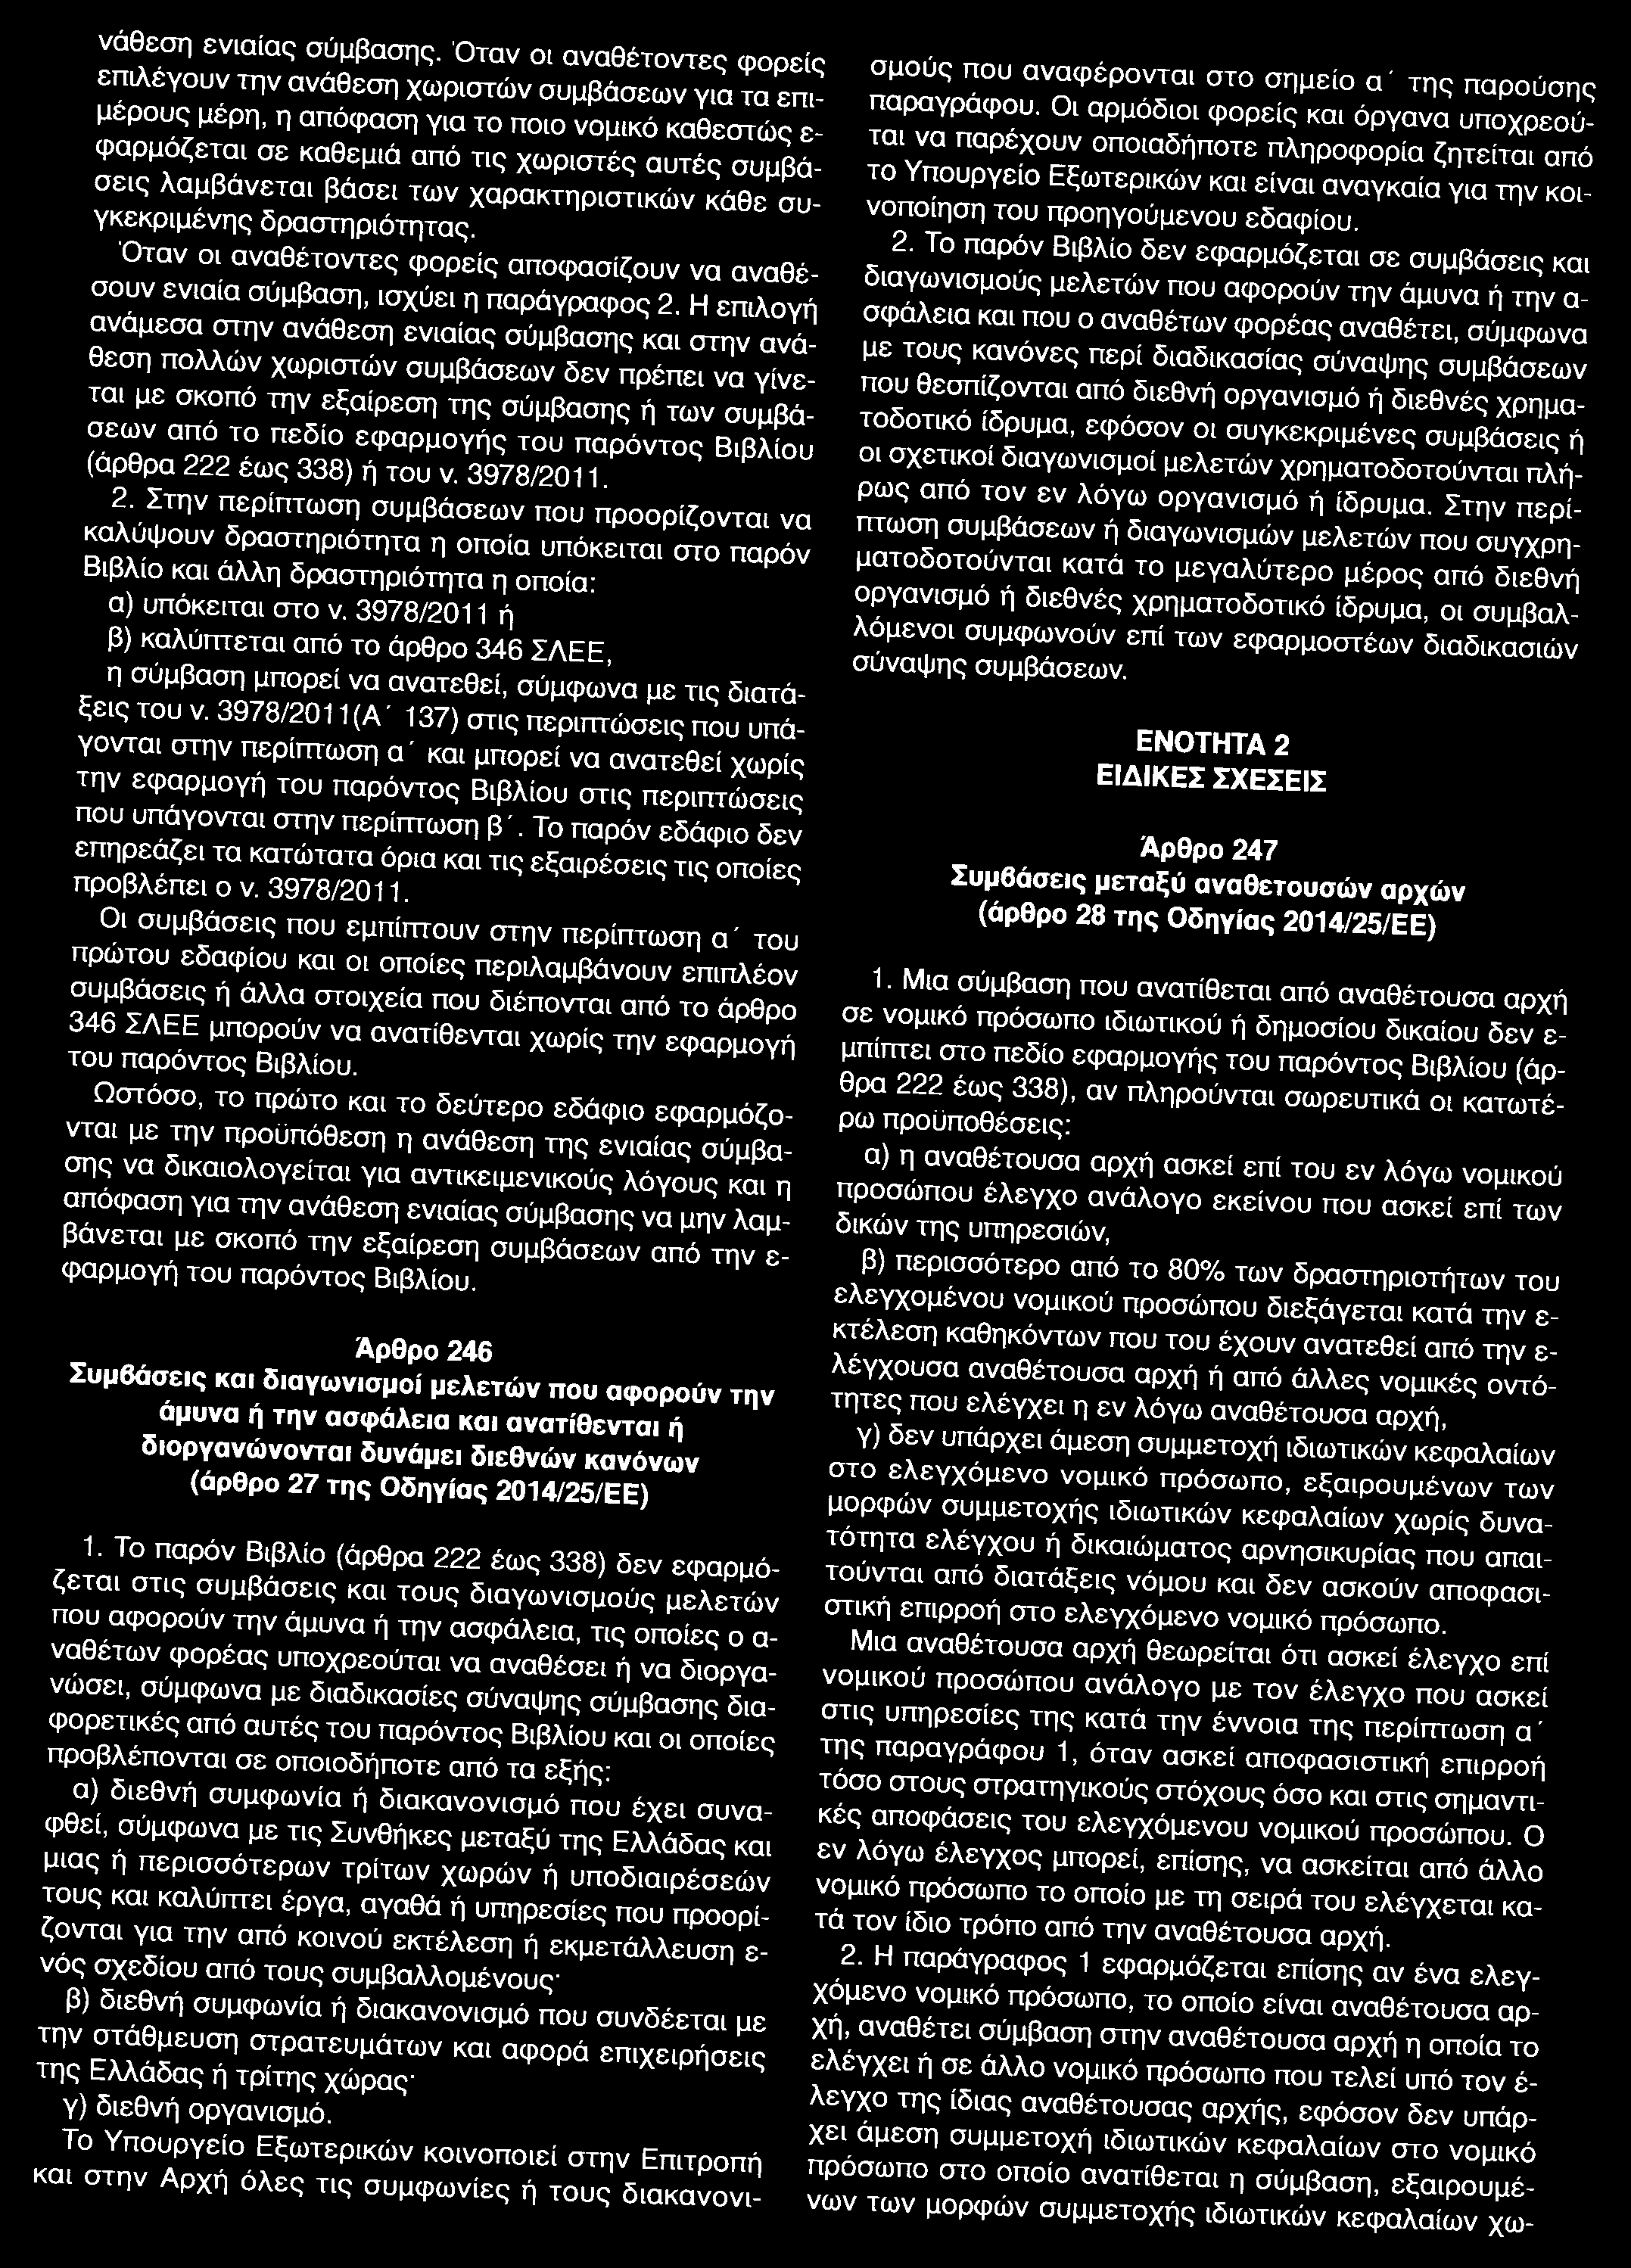 νάθεση ενιαίας σύμβασης. Όταν οι αναθέτοντες φορείς
επιλέγουν την ανάθεση χωριστών συμβάσεων για τα επι-
μέρους μέρη, η απόφαση για το ποιο νομικό καθεστώς ε-
φαρμόζεται σε καθεμιά από τις χωριστές αυτές συμβά-
σεις λαμβάνεται βάσει των χαρακτηριστικών κάθε συ-
γκεκριμένης δραστηριότητας.
Όταν οι αναθέτοντες φορείς αποφασίζουν να αναθέ-
σουν ενιαία σύμβαση, ισχύει η παράγραφος 2. Η επιλογή
ανάμεσα στην ανάθεση ενιαίας σύμβασης και στην ανά-
θεση πολλών χωριστών συμβάσεων δεν πρέπει να γίνε-
ται με σκοπό την εξαίρεση της σύμβασης ή των συμβά-
σεων από το πεδίο εφαρμογής του παρόντος Βιβλίου
(άρθρα 222 έως 338) ή του ν. 3978/2011.
2. Στην περίπτωση συμβάσεων που προορίζονται να
καλύψουν δραστηριότητα η οποία υπόκειται στο παρόν
Βιβλίο και άλλη δραστηριότητα η οποία:
α) υπόκειται στο ν. 3978/2011 ή
β) καλύπτεται από το άρθρο 346 ΣΛΕΕ,
η σύμβαση μπορεί να ανατεθεί, σύμφωνα με τις διατά-
ξεις του ν. 3978/2011(Α΄ 137) στις περιπτώσεις που υπά-
γονται στην περίπτωση α΄ και μπορεί να ανατεθεί χωρίς
την εφαρμογή του παρόντος Βιβλίου στις περιπτώσεις
που υπάγονται στην περίπτωση β΄. Το παρόν εδάφιο δεν
επηρεάζει τα κατώτατα όρια και τις εξαιρέσεις τις οποίες
προβλέπει ο ν. 3978/2011.
Οι συμβάσεις που εμπίπτουν στην περίπτωση α΄ του
πρώτου εδαφίου και οι οποίες περιλαμβάνουν επιπλέον
συμβάσεις ή άλλα στοιχεία που διέπονται από το άρθρο
346 ΣΛΕΕ μπορούν να ανατίθενται χωρίς την εφαρμογή
του παρόντος Βιβλίου.
Ωστόσο, το πρώτο και το δεύτερο εδάφιο εφαρμόζο-
νται με την προϋπόθεση η ανάθεση της ενιαίας σύμβα-
σης να δικαιολογείται για αντικειμενικούς λόγους και η
απόφαση για την ανάθεση ενιαίας σύμβασης να μην λαμ-
βάνεται με σκοπό την εξαίρεση συμβάσεων από την ε-
φαρμογή του παρόντος Βιβλίου.
Άρθρο 246
Συμβάσεις και διαγωνισμοί μελετών που αφορούν την
άμυνα ή την ασφάλεια και ανατίθενται ή
διοργανώνονται δυνάμει διεθνών κανόνων
(άρθρο 27 της Οδηγίας 2014/25/ΕΕ)
1. Το παρόν Βιβλίο (άρθρα 222 έως 338) δεν εφαρμό-
ζεται στις συμβάσεις και τους διαγωνισμούς μελετών
που αφορούν την άμυνα ή την ασφάλεια, τις οποίες ο α-
ναθέτων φορέας υποχρεούται να αναθέσει ή να διοργα-
νώσει, σύμφωνα με διαδικασίες σύναψης σύμβασης δια-
φορετικές από αυτές του παρόντος Βιβλίου και οι οποίες
προβλέπονται σε οποιοδήποτε από τα εξής:
α) διεθνή συμφωνία ή διακανονισμό που έχει συνα-
φθεί, σύμφωνα με τις Συνθήκες μεταξύ της Ελλάδας και
μιας ή περισσότερων τρίτων χωρών ή υποδιαιρέσεών
τους και καλύπτει έργα, αγαθά ή υπηρεσίες που προορί-
ζονται για την από κοινού εκτέλεση ή εκμετάλλευση ε-
νός σχεδίου από τους συμβαλλομένους·
β) διεθνή συμφωνία ή διακανονισμό που συνδέεται με
την στάθμευση στρατευμάτων και αφορά επιχειρήσεις
της Ελλάδας ή τρίτης χώρας·
γ) διεθνή οργανισμό.
Το Υπουργείο Εξωτερικών κοινοποιεί στην Επιτροπή
και στην Αρχή όλες τις συμφωνίες ή τους διακανονι-
σμούς που αναφέρονται στο σημείο α΄ της παρούσης
παραγράφου. Οι αρμόδιοι φορείς και όργανα υποχρεού-
ται να παρέχουν οποιαδήποτε πληροφορία ζητείται από
το Υπουργείο Εξωτερικών και είναι αναγκαία για την κοι-
νοποίηση του προηγούμενου εδαφίου.
2. Το παρόν Βιβλίο δεν εφαρμόζεται σε συμβάσεις και
διαγωνισμούς μελετών που αφορούν την άμυνα ή την α-
σφάλεια και που ο αναθέτων φορέας αναθέτει, σύμφωνα
με τους κανόνες περί διαδικασίας σύναψης συμβάσεων
που θεσπίζονται από διεθνή οργανισμό ή διεθνές χρημα-
τοδοτικό ίδρυμα, εφόσον οι συγκεκριμένες συμβάσεις ή
οι σχετικοί διαγωνισμοί μελετών χρηματοδοτούνται πλή-
ρως από τον εν λόγω οργανισμό ή ίδρυμα. Στην περί-
πτωση συμβάσεων ή διαγωνισμών μελετών που συγχρη-
ματοδοτούνται κατά το μεγαλύτερο μέρος από διεθνή
οργανισμό ή διεθνές χρηματοδοτικό ίδρυμα, οι συμβαλ-
λόμενοι συμφωνούν επί των εφαρμοστέων διαδικασιών
σύναψης συμβάσεων.
ΕΝΟΤΗΤΑ 2
ΕΙΔΙΚΕΣ ΣΧΕΣΕΙΣ
Άρθρο 247
Συμβάσεις μεταξύ αναθετουσών αρχών
(άρθρο 28 της Οδηγίας 2014/25/ΕΕ)
1. Μια σύμβαση που ανατίθεται από αναθέτουσα αρχή
σε νομικό πρόσωπο ιδιωτικού ή δημοσίου δικαίου δεν ε-
μπίπτει στο πεδίο εφαρμογής του παρόντος Βιβλίου (άρ-
θρα 222 έως 338), αν πληρούνται σωρευτικά οι κατωτέ-
ρω προϋποθέσεις:
α) η αναθέτουσα αρχή ασκεί επί του εν λόγω νομικού
προσώπου έλεγχο ανάλογο εκείνου που ασκεί επί των
δικών της υπηρεσιών,
β) περισσότερο από το 80% των δραστηριοτήτων του
ελεγχομένου νομικού προσώπου διεξάγεται κατά την ε-
κτέλεση καθηκόντων που του έχουν ανατεθεί από την ε-
λέγχουσα αναθέτουσα αρχή ή από άλλες νομικές οντό-
τητες που ελέγχει η εν λόγω αναθέτουσα αρχή,
γ) δεν υπάρχει άμεση συμμετοχή ιδιωτικών κεφαλαίων
στο ελεγχόμενο νομικό πρόσωπο, εξαιρουμένων των
μορφών συμμετοχής ιδιωτικών κεφαλαίων χωρίς δυνα-
τότητα ελέγχου ή δικαιώματος αρνησικυρίας που απαι-
τούνται από διατάξεις νόμου και δεν ασκούν αποφασι-
στική επιρροή στο ελεγχόμενο νομικό πρόσωπο.
Μια αναθέτουσα αρχή θεωρείται ότι ασκεί έλεγχο επί
νομικού προσώπου ανάλογο με τον έλεγχο που ασκεί
στις υπηρεσίες της κατά την έννοια της περίπτωση α΄
της παραγράφου 1, όταν ασκεί αποφασιστική επιρροή
τόσο στους στρατηγικούς στόχους όσο και στις σημαντι-
κές αποφάσεις του ελεγχόμενου νομικού προσώπου. Ο
εν λόγω έλεγχος μπορεί, επίσης, να ασκείται από άλλο
νομικό πρόσωπο το οποίο με τη σειρά του ελέγχεται κα-
τά τον ίδιο τρόπο από την αναθέτουσα αρχή.
2. Η παράγραφος 1 εφαρμόζεται επίσης αν ένα ελεγ-
χόμενο νομικό πρόσωπο, το οποίο είναι αναθέτουσα αρ-
χή, αναθέτει σύμβαση στην αναθέτουσα αρχή η οποία το
ελέγχει ή σε άλλο νομικό πρόσωπο που τελεί υπό τον έ-
λεγχο της ίδιας αναθέτουσας αρχής, εφόσον δεν υπάρ-
χει άμεση συμμετοχή ιδιωτικών κεφαλαίων στο νομικό
πρόσωπο στο οποίο ανατίθεται η σύμβαση, εξαιρουμέ-
νων των μορφών συμμετοχής ιδιωτικών κεφαλαίων χω-